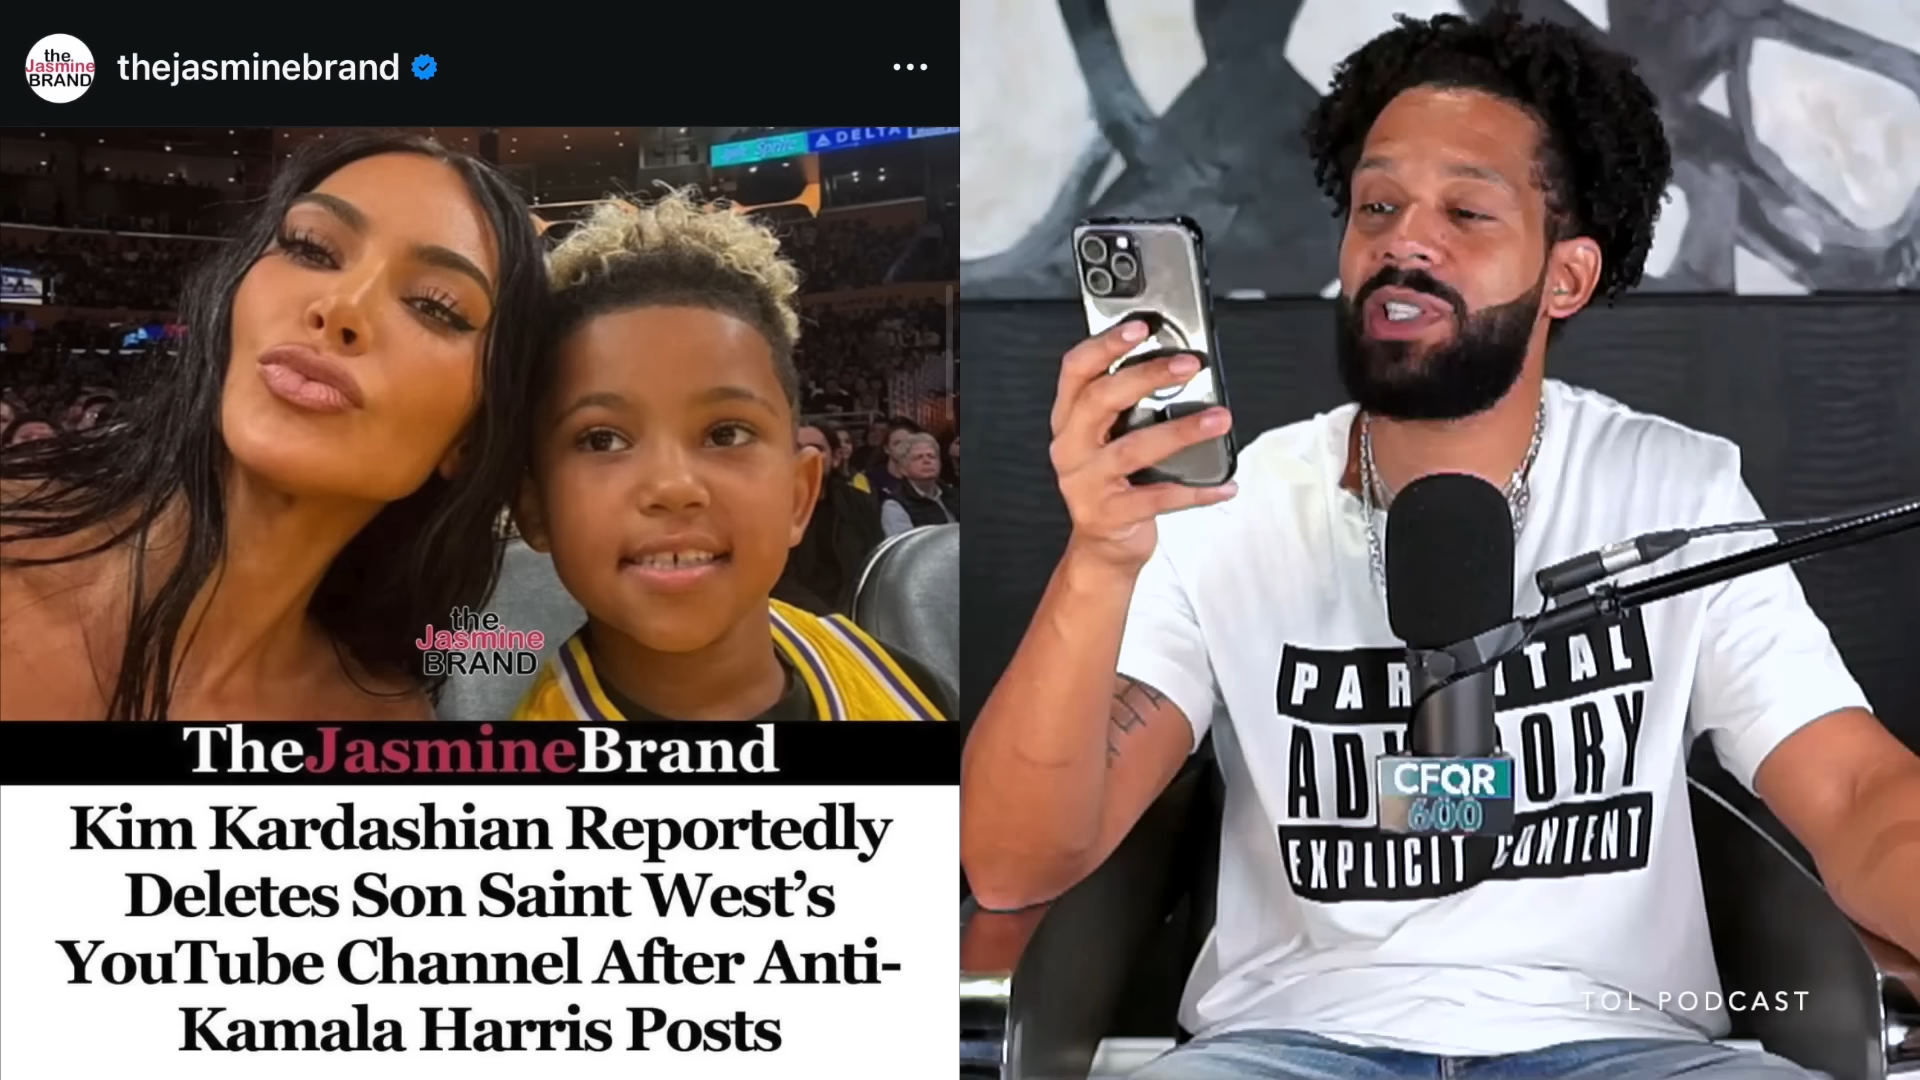 the
Jasmine
BRAND
thejasminebrand
DELTA
the
Jasmine
BRAND
TheJasmineBrand
Kim Kardashian Reportedly
Deletes Son Saint West’s
YouTube Channel After Anti-
Kamala Harris Posts
CFQR
600
EXPLICIT CONTENT
TOL PODCAST